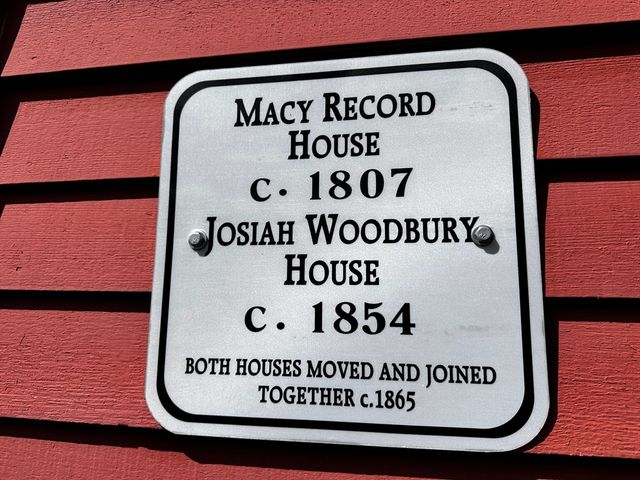 Macy Record
House
c. 1807
Josiah Woodbury
House
c. 1854
BOTH HOUSES MOVED AND JOINED
TOGETHER c.1865